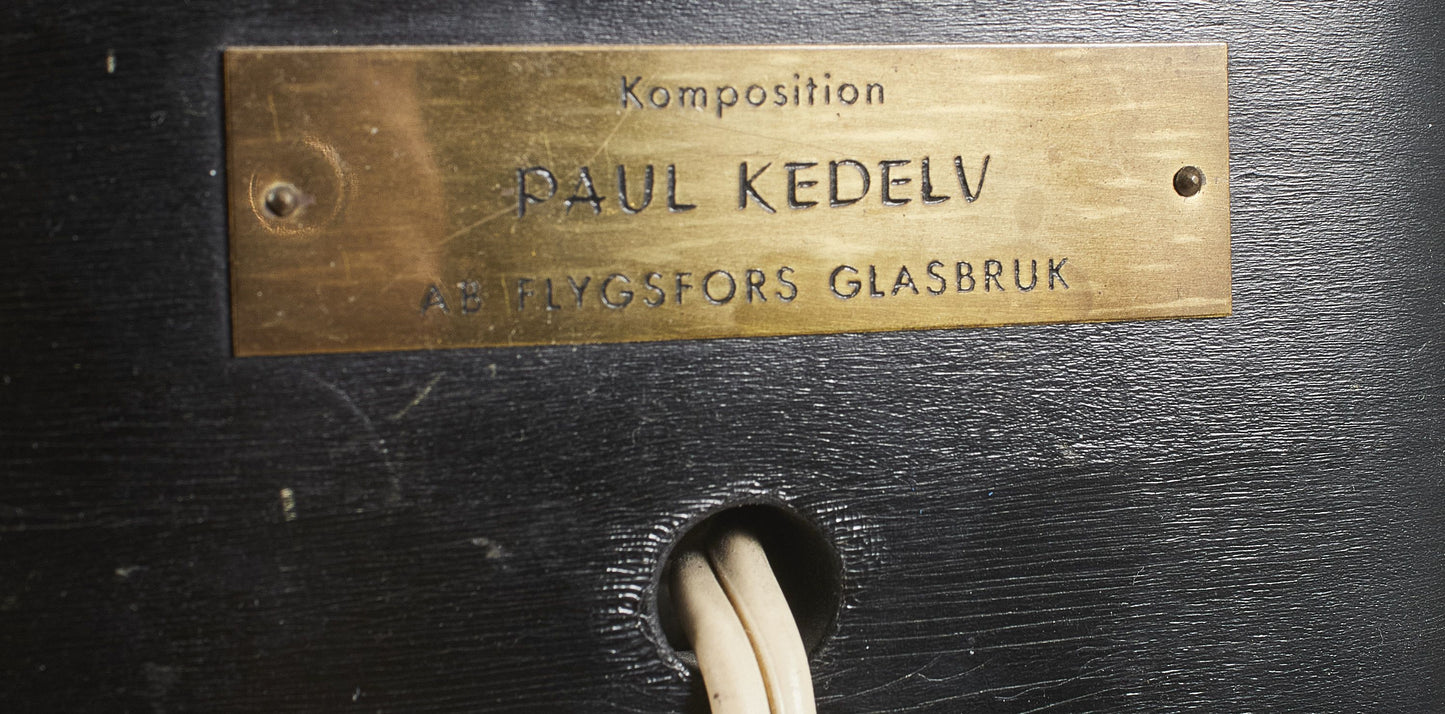 Komposition
PAUL KEDELV
AB FLYGSFORS GLASBRUK